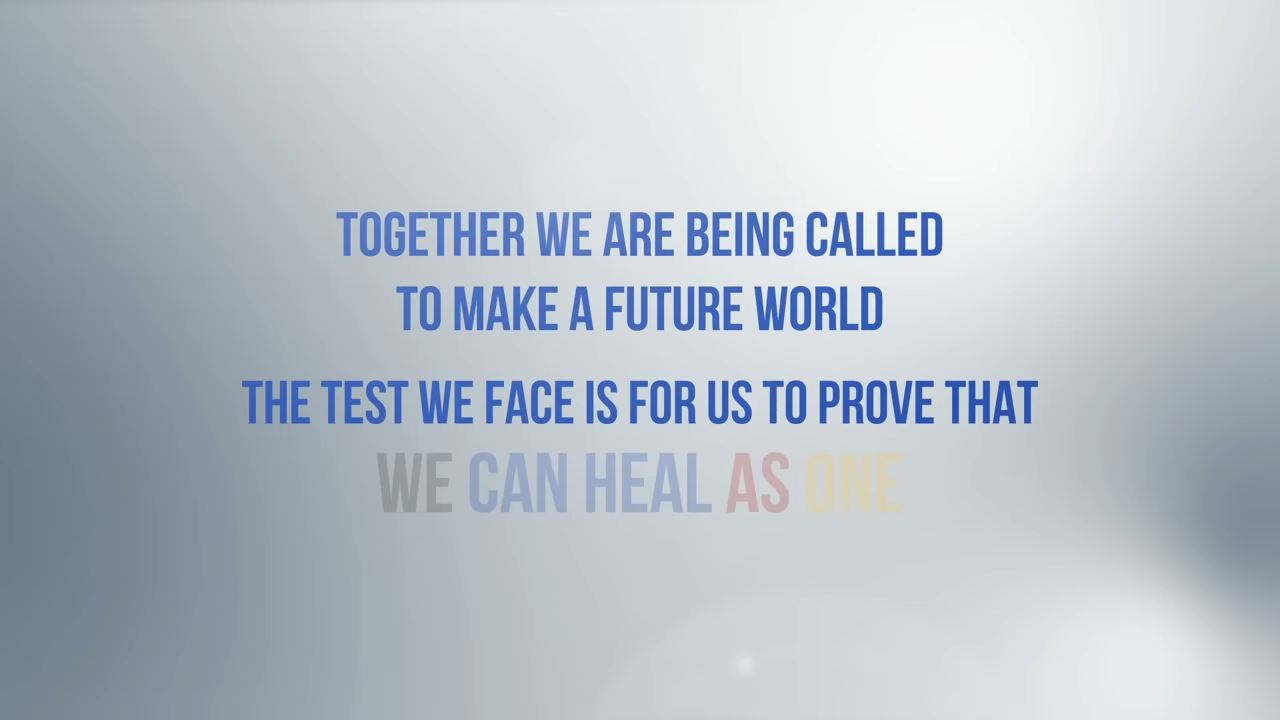 TOGETHER WE ARE BEING CALLED
TO MAKE A FUTURE WORLD
THE TEST WE FACE IS FOR US TO PROVE THAT
WE CAN HEAL AS ONE